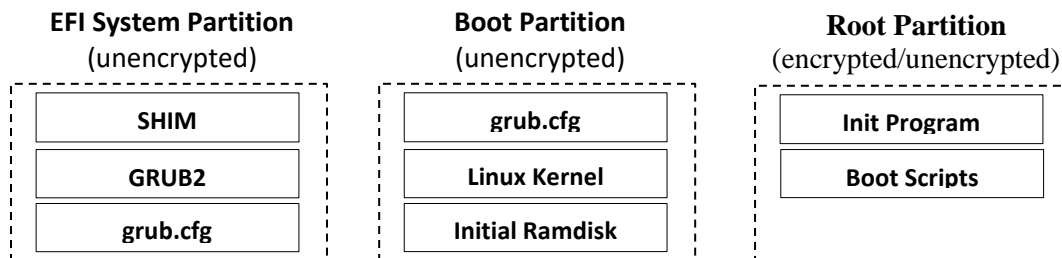 EFI System Partition
(unencrypted)
SHIM
GRUB2
grub.cfg
Boot Partition
(unencrypted)
grub.cfg
Linux Kernel
Initial Ramdisk
Root Partition
(encrypted/unencrypted)
Init Program
Boot Scripts